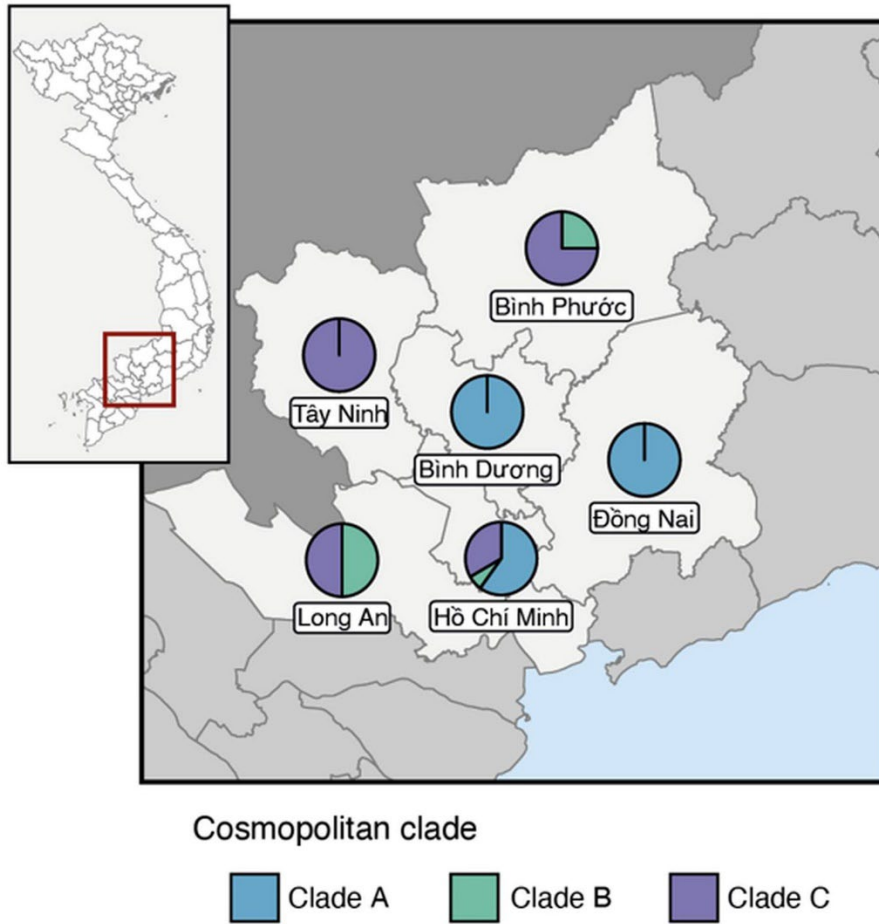 Bình Phước
Tây Ninh
Bình Dương
Đồng Nai
Long An
Hồ Chí Minh
Cosmopolitan clade
Clade A
Clade B
Clade C